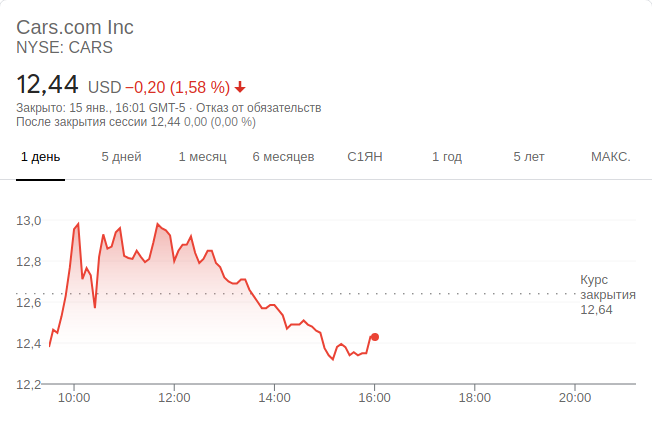 Cars.com Inc
NYSE: CARS
12,44 USD −0,20 (1,58 %)
Закрыто: 15 янв., 16:01 GMT-5 · Отказ от обязательств
После закрытия сессии 12,44 0,00 (0,00 %)
1 день 5 дней 1 месяц 6 месяцев С1ЯН 1 год 5 лет МАКС.
13,0
12,8
Курс
закрытия
12,64
12,6
12,4
12,2
10:00 12:00 14:00 16:00 18:00 20:00